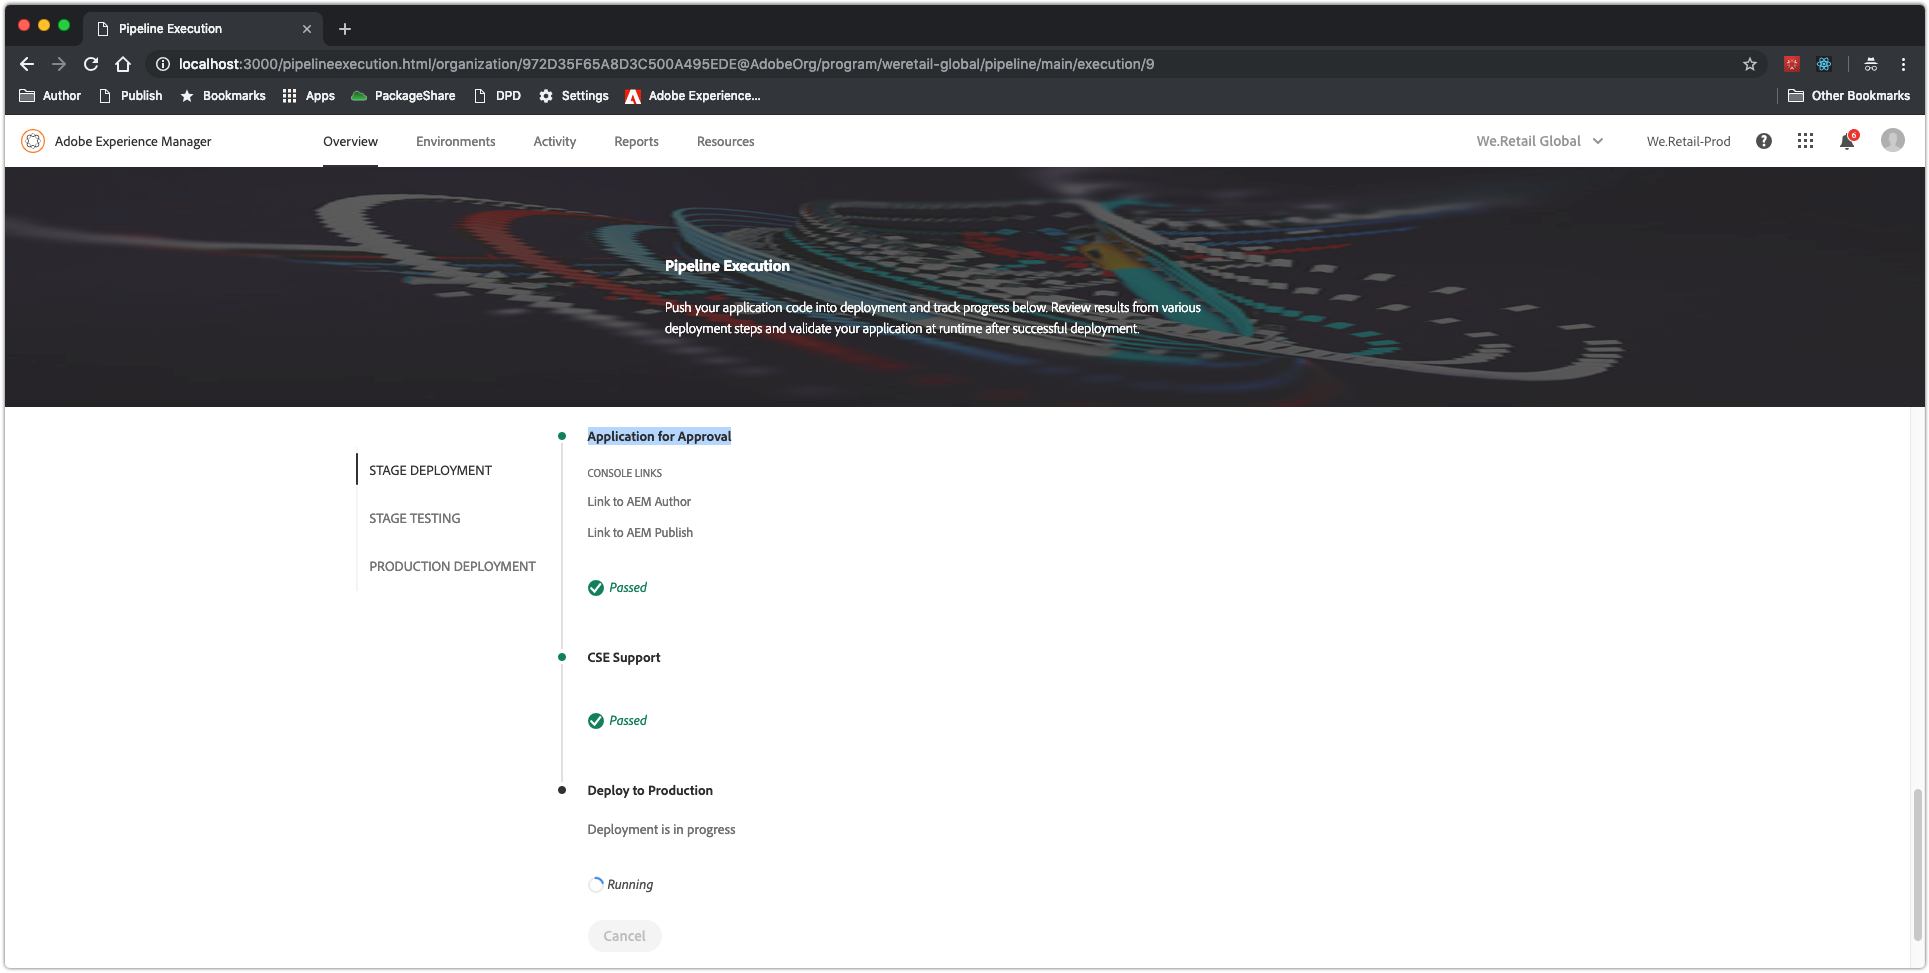 Pipeline Execution
localhost:3000/pipelineexecution.html/organization/972D35F65A8D3C500A495EDE@AdobeOrg/program/weretail-global/pipeline/main/execution/9
Author Publish Bookmarks Apps PackageShare DPD Settings Adobe Experience... Other Bookmarks
Adobe Experience Manager Overview Environments Activity Reports Resources We.Retail Global We.Retail-Prod 6
Pipeline Execution
Push your application code into deployment and track progress below. Review results from various
deployment steps and validate your application at runtime after successful deployment.
STAGE DEPLOYMENT
STAGE TESTING
PRODUCTION DEPLOYMENT
Application for Approval
CONSOLE LINKS
Link to AEM Author
Link to AEM Publish
Passed
CSE Support
Passed
Deploy to Production
Deployment is in progress
Running
Cancel